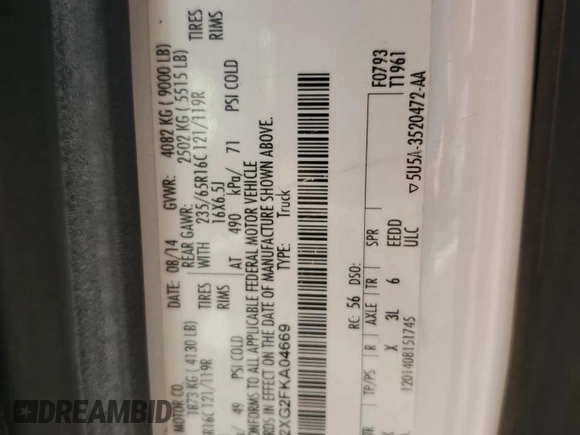 MOTOR CO. DATE: 08/14 GVWR: 4082 KG ( 9000 LB)
1873 KG ( 4130 LB) REAR GAWR: 2502 KG ( 5515 LB)
R16C 121/119R TIRES WITH 235/65R16C 121/119R TIRES
RIMS 16X6.5J RIMS
/ 49 PSI COLD AT 490 kPa/ 71 PSI COLD
ONFORMS TO ALL APPLICABLE FEDERAL MOTOR VEHICLE
RDS IN EFFECT ON THE DATE OF MANUFACTURE SHOWN ABOVE.
2XG2FKA04669 TYPE: Truck
RC: 56 DSO: F0793
TP/PS R AXLE TR SPR T1961
X 3L 6 EEDD
1201408151745 ULC ▽5U5A-3520472-AA
DREAMBID